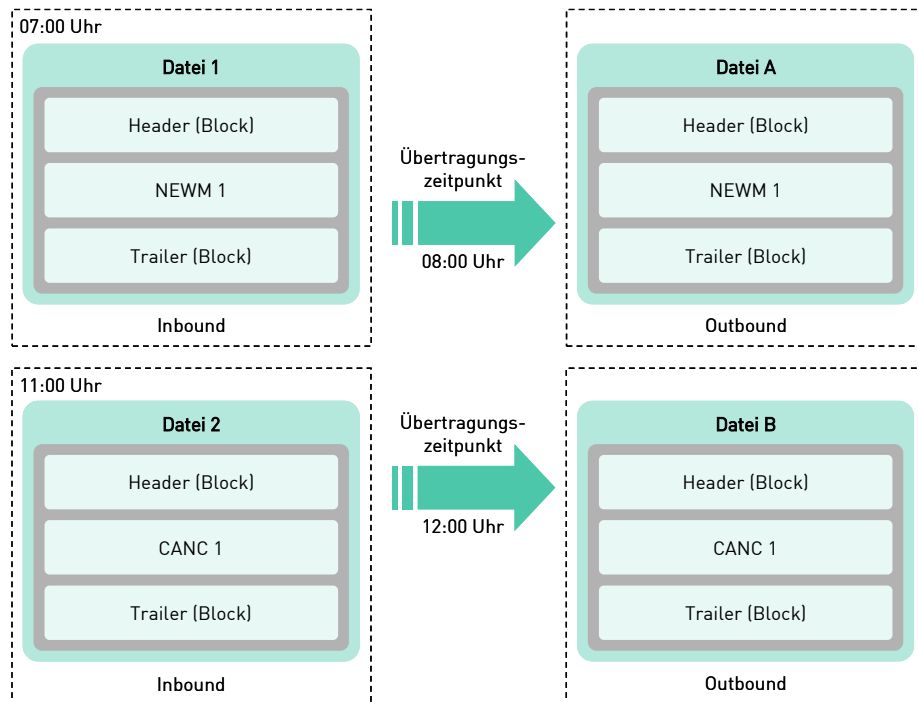 07:00 Uhr
Datei 1
Header (Block)
NEWM 1
Trailer (Block)
Inbound
Übertragungs-
zeitpunkt
08:00 Uhr
Datei A
Header (Block)
NEWM 1
Trailer (Block)
Outbound
11:00 Uhr
Datei 2
Header (Block)
CANC 1
Trailer (Block)
Inbound
Übertragungs-
zeitpunkt
12:00 Uhr
Datei B
Header (Block)
CANC 1
Trailer (Block)
Outbound